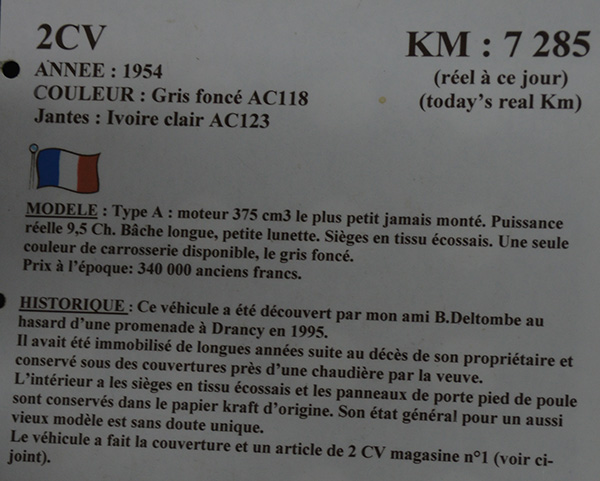 2CV
KM : 7 285
ANNEE : 1954
(réel à ce jour)
COULEUR : Gris foncé AC118
(today's real Km)
Jantes : Ivoire clair AC123
MODELE : Type A : moteur 375 cm3 le plus petit jamais monté. Puissance
réelle 9,5 Ch. Bâche longue, petite lunette. Sièges en tissu écossais. Une seule
couleur de carrosserie disponible, le gris foncé.
Prix à l'époque: 340 000 anciens francs.
HISTORIQUE : Ce véhicule a été découvert par mon ami B.Deltombe au
hasard d'une promenade à Drancy en 1995.
Il avait été immobilisé de longues années suite au décès de son propriétaire et
conservé sous des couvertures près d'une chaudière par la veuve.
L'intérieur a les sièges en tissu écossais et les panneaux de porte pied de poule
sont conservés dans le papier kraft d'origine. Son état général pour un aussi
vieux modèle est sans doute unique.
Le véhicule a fait la couverture et un article de 2 CV magasine n°1 (voir ci-
joint).